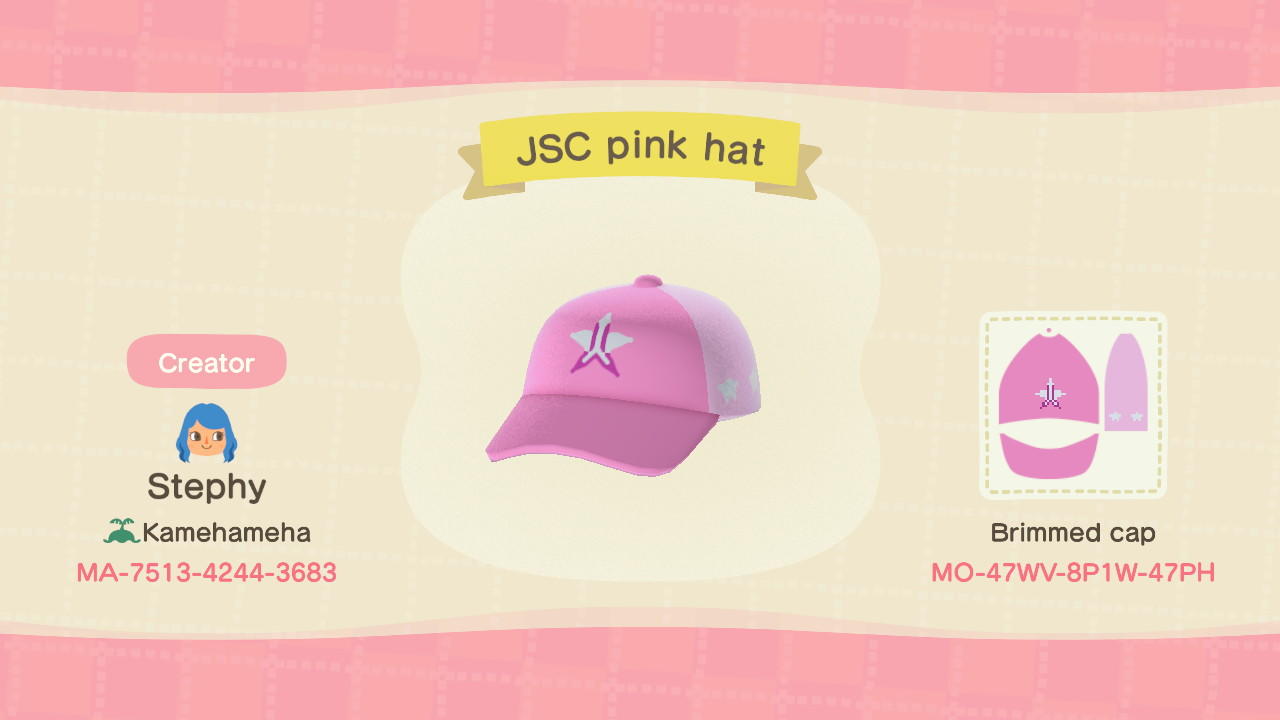 JSC pink hat
Creator
Stephy
Kamehameha
MA-7513-4244-3683
Brimmed cap
MO-47WV-8P1W-47PH